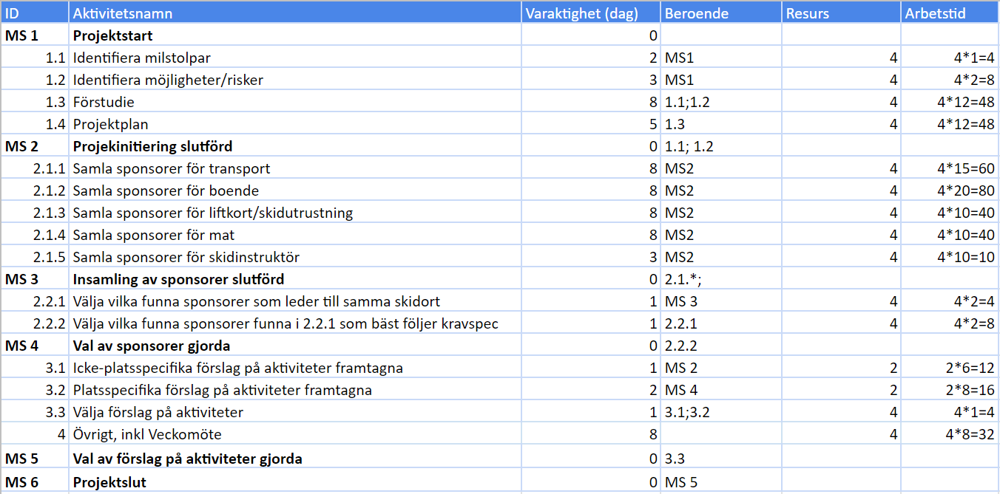 ID Aktivitetsnamn Varaktighet (dag) Beroende Resurs Arbetstid
MS 1 Projektstart 0
1.1 Identifiera milstolpar 2 MS1 4 4*1=4
1.2 Identifiera möjligheter/risker 3 MS1 4 4*2=8
1.3 Förstudie 8 1.1;1.2 4 4*12=48
1.4 Projektplan 5 1.3 4 4*12=48
MS 2 Projekinitiering slutförd 0 1.1; 1.2
2.1.1 Samla sponsorer för transport 8 MS2 4 4*15=60
2.1.2 Samla sponsorer för boende 8 MS2 4 4*20=80
2.1.3 Samla sponsorer för liftkort/skidutrustning 8 MS2 4 4*10=40
2.1.4 Samla sponsorer för mat 8 MS2 4 4*10=40
2.1.5 Samla sponsorer för skidinstruktör 3 MS2 4 4*10=10
MS 3 Insamling av sponsorer slutförd 0 2.1.*;
2.2.1 Välja vilka funna sponsorer som leder till samma skidort 1 MS 3 4 4*2=4
2.2.2 Välja vilka funna sponsorer funna i 2.2.1 som bäst följer kravspec 1 2.2.1 4 4*2=8
MS 4 Val av sponsorer gjorda 0 2.2.2
3.1 Icke-platsspecifika förslag på aktiviteter framtagna 1 MS 2 2 2*6=12
3.2 Platsspecifika förslag på aktiviteter framtagna 2 MS 4 2 2*8=16
3.3 Välja förslag på aktiviteter 1 3.1;3.2 4 4*1=4
4 Övrigt, inkl Veckomöte 8 4 4*8=32
MS 5 Val av förslag på aktiviteter gjorda 0 3.3
MS 6 Projektslut 0 MS 5